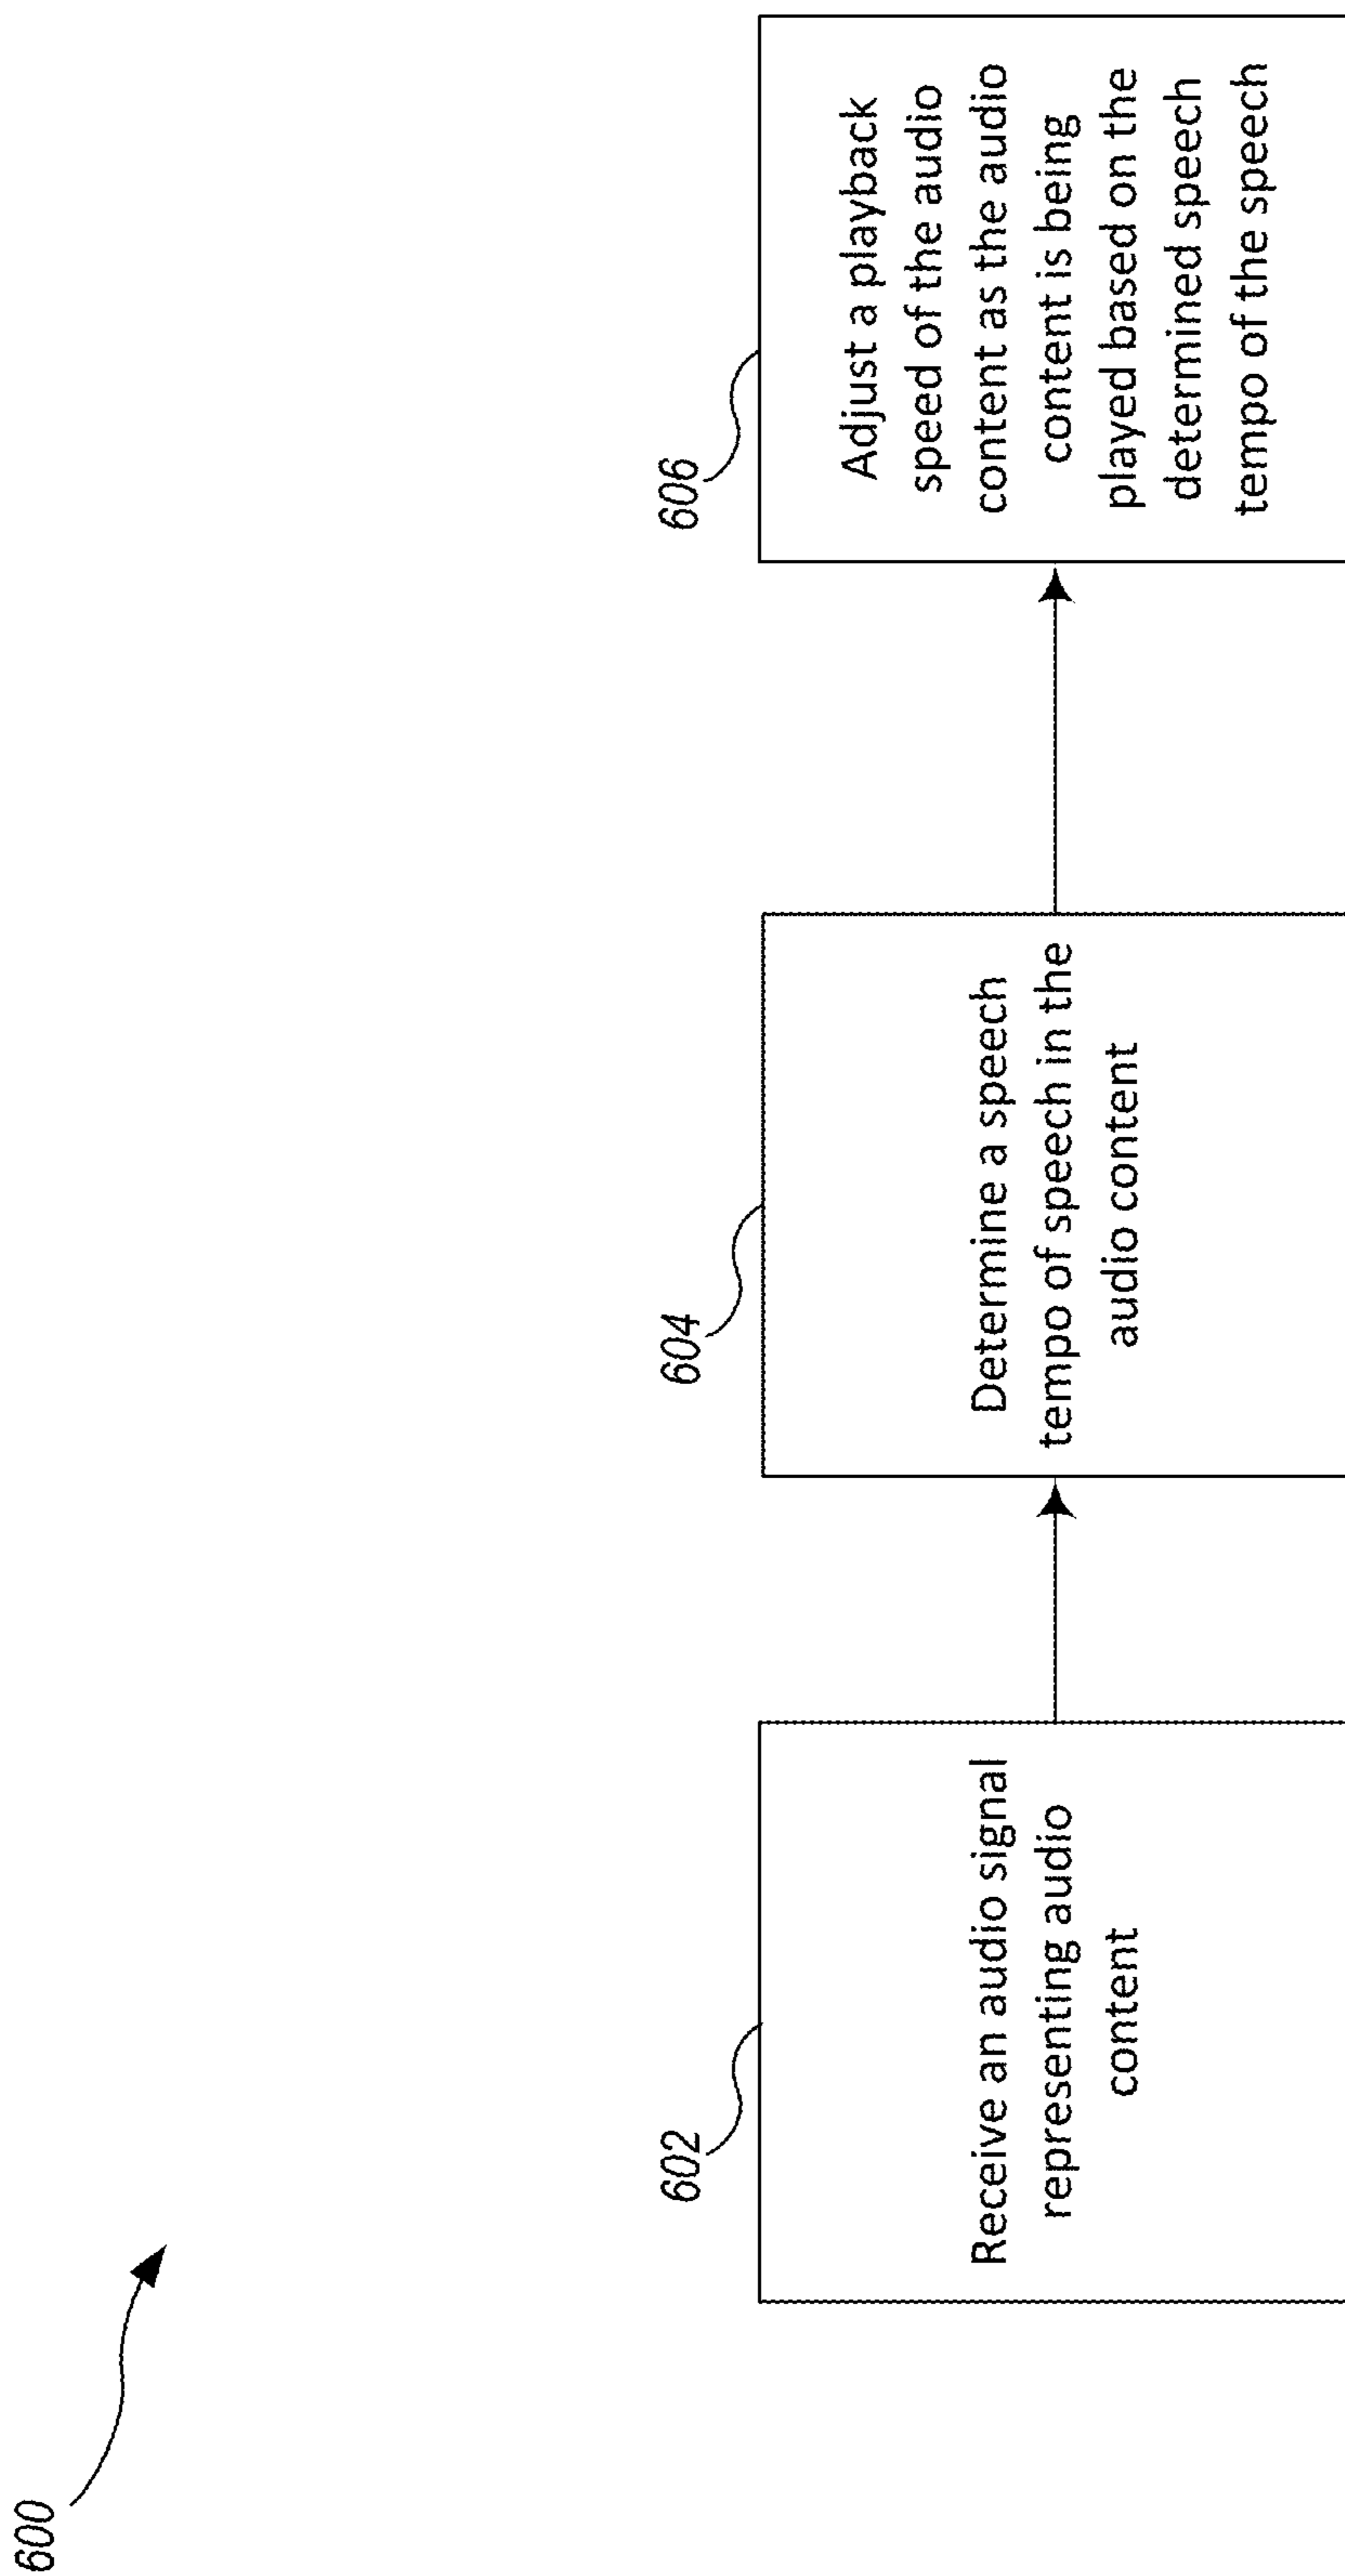 600
602
Receive an audio signal
representing audio
content
604
Determine a speech
tempo of speech in the
audio content
606
Adjust a playback
speed of the audio
content as the audio
content is being
played based on the
determined speech
tempo of the speech